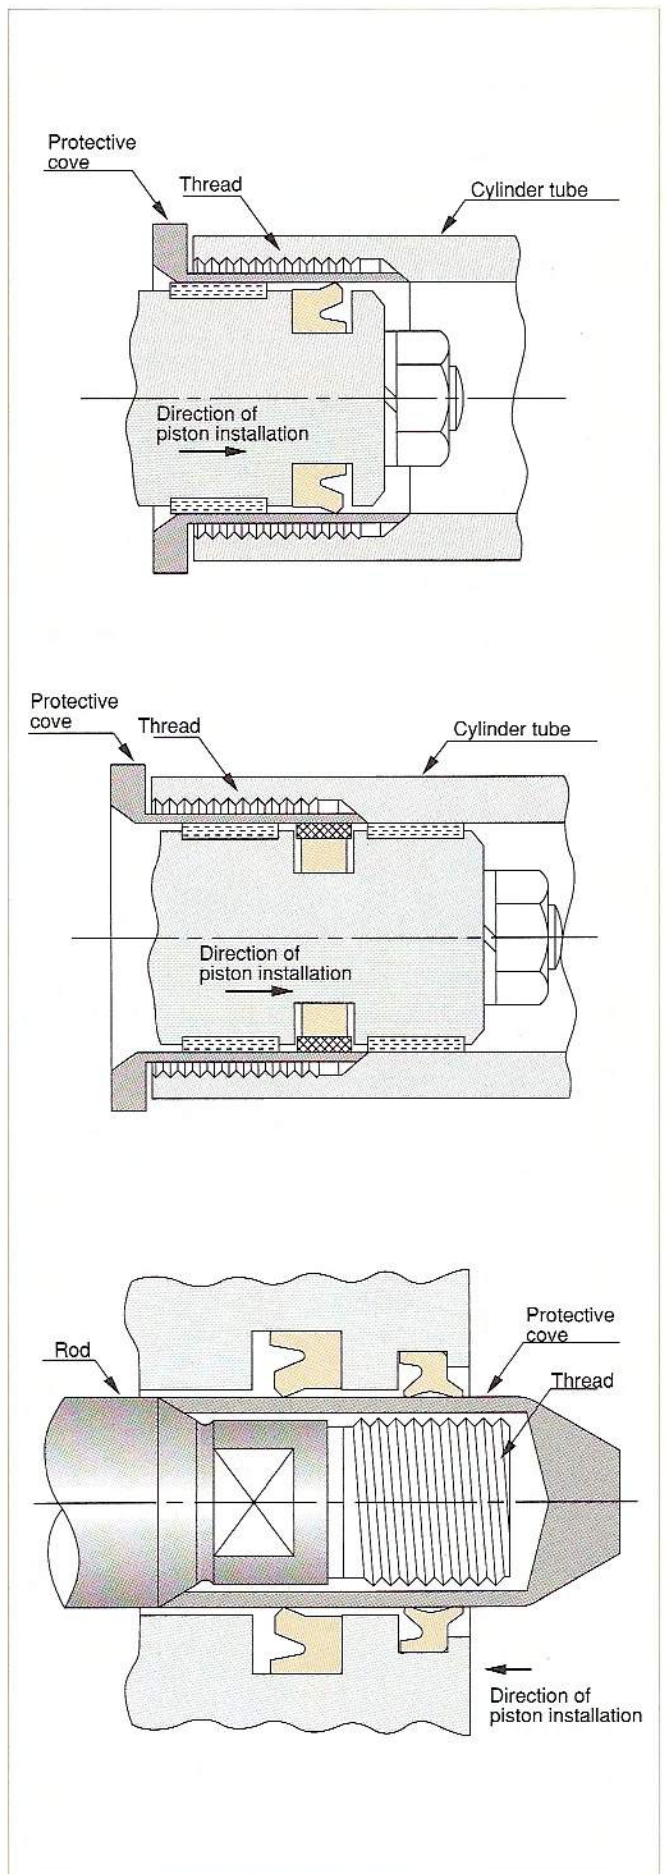 Protective
cove
Thread
Cylinder tube
Direction of
piston installation
Protective
cove
Thread
Cylinder tube
Direction of
piston installation
Protective
cove
Rod
Thread
Direction of
piston installation